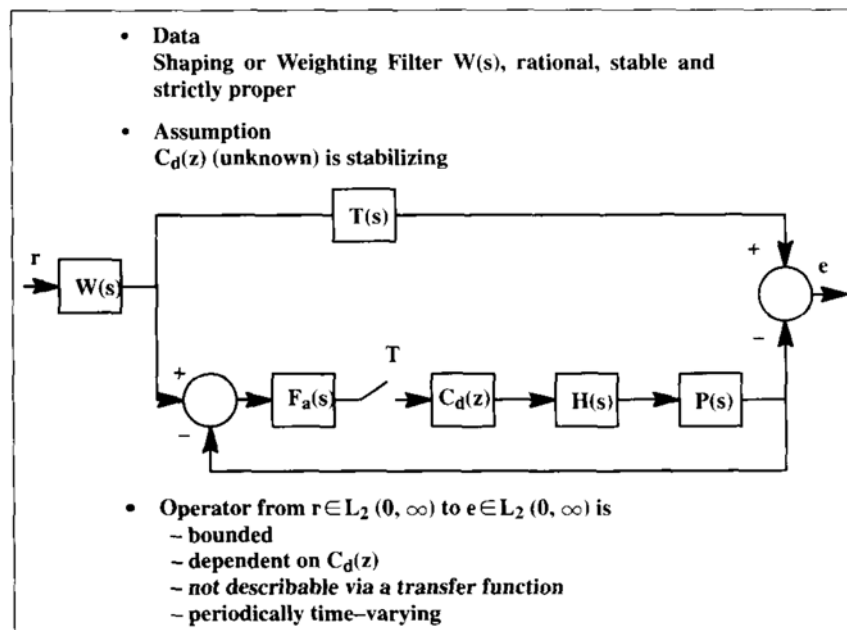 • Data
Shaping or Weighting Filter W(s), rational, stable and
strictly proper
• Assumption
C_d(z) (unknown) is stabilizing
T(s)
r
W(s)
+
e
−
T
+
F_a(s)
C_d(z)
H(s)
P(s)
−
• Operator from r∈L_2 (0, ∞) to e∈L_2 (0, ∞) is
– bounded
– dependent on C_d(z)
– not describable via a transfer function
– periodically time–varying